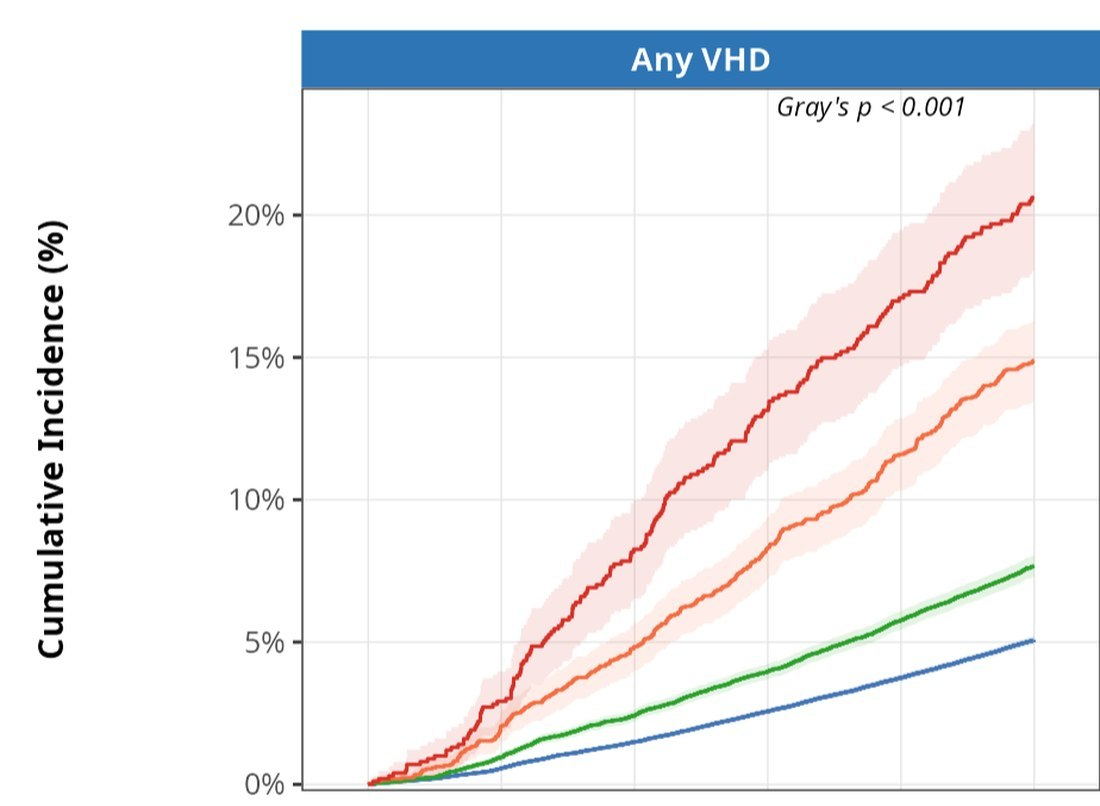 Any VHD
Gray's p < 0.001
Cumulative Incidence (%)
20%
15%
10%
5%
0%